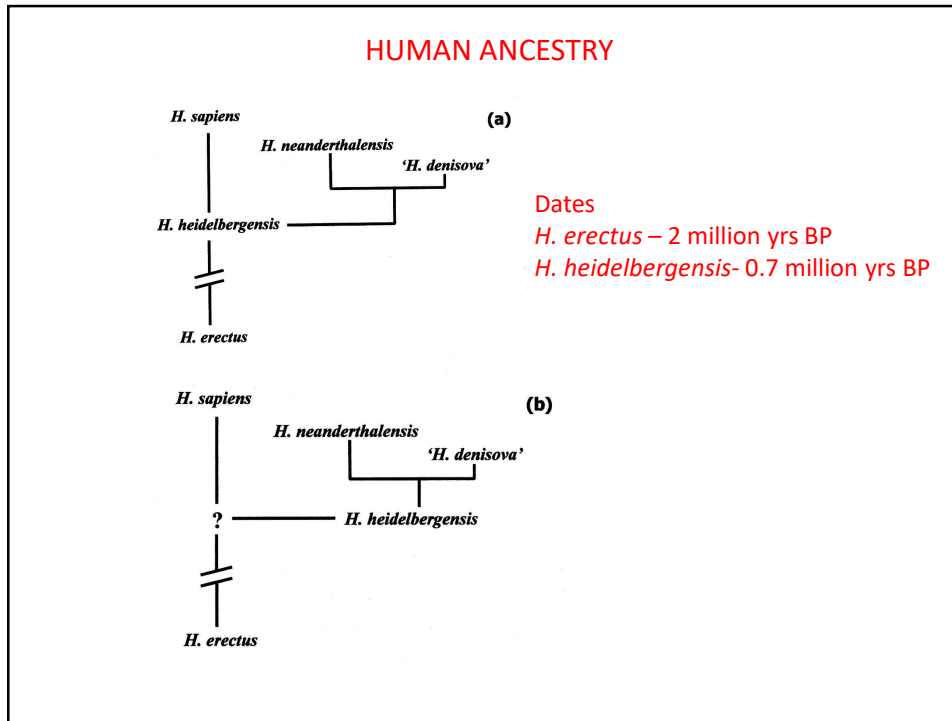 HUMAN ANCESTRY
H. sapiens
(a)
H. neanderthalensis
‘H. denisova’
H. heidelbergensis
H. erectus
Dates
H. erectus – 2 million yrs BP
H. heidelbergensis- 0.7 million yrs BP
H. sapiens
(b)
H. neanderthalensis
‘H. denisova’
?
H. heidelbergensis
H. erectus